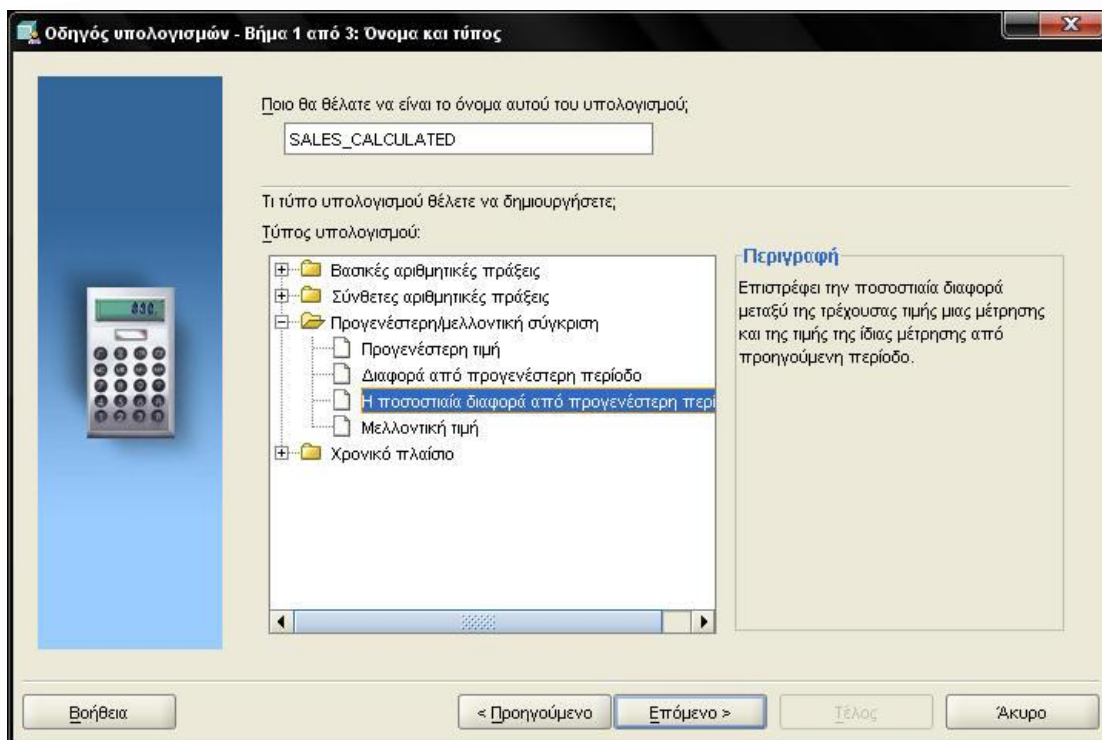 Οδηγός υπολογισμών - Βήμα 1 από 3: Όνομα και τύπος
Ποιο θα θέλατε να είναι το όνομα αυτού του υπολογισμού;
SALES_CALCULATED
Τι τύπο υπολογισμού θέλετε να δημιουργήσετε;
Τύπος υπολογισμού:
Βασικές αριθμητικές πράξεις
Σύνθετες αριθμητικές πράξεις
Προγενέστερη/μελλοντική σύγκριση
Προγενέστερη τιμή
Διαφορά από προγενέστερη περίοδο
Η ποσοστιαία διαφορά από προγενέστερη περί
Μελλοντική τιμή
Χρονικό πλαίσιο
Περιγραφή
Επιστρέφει την ποσοστιαία διαφορά
μεταξύ της τρέχουσας τιμής μιας μέτρησης
και της τιμής της ίδιας μέτρησης από
προηγούμενη περίοδο.
Βοήθεια
< Προηγούμενο
Επόμενο >
Τέλος
Άκυρο